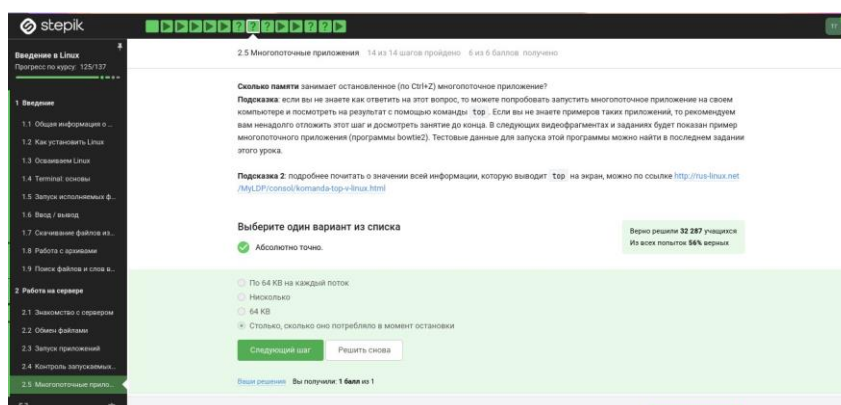 stepik
Введение в Linux
Прогресс по курсу: 125/137
1 Введение
1.1 Общая информация о ...
1.2 Как установить Linux
1.3 Осваиваем Linux
1.4 Terminal: основы
1.5 Запуск исполняемых ф...
1.6 Ввод / вывод
1.7 Скачивание файлов из...
1.8 Работа с архивами
1.9 Поиск файлов и слов в...
2 Работа на сервере
2.1 Знакомство с сервером
2.2 Обмен файлами
2.3 Запуск приложений
2.4 Контроль запускаемых...
2.5 Многопоточные прило...
2.5 Многопоточные приложения 14 из 14 шагов пройдено 6 из 6 баллов получено
Сколько памяти занимает остановленное (по Ctrl+Z) многопоточное приложение?
Подсказка: если вы не знаете как ответить на этот вопрос, то можете попробовать запустить многопоточное приложение на своем
компьютере и посмотреть на результат с помощью команды top. Если вы не знаете примеров таких приложений, то рекомендуем
вам ненадолго отложить этот шаг и досмотреть занятие до конца. В следующих видеофрагментах и заданиях будет показан пример
многопоточного приложения (программы bowtie2). Тестовые данные для запуска этой программы можно найти в последнем задании
этого урока.
Подсказка 2: подробнее почитать о значении всей информации, которую выводит top на экран, можно по ссылке http://rus-linux.net
/MyLDP/consol/komanda-top-v-linux.html
Выберите один вариант из списка
Абсолютно точно.
Верно решили 32 287 учащихся
Из всех попыток 56% верных
По 64 KB на каждый поток
Нисколько
64 KB
Столько, сколько оно потребляло в момент остановки
Следующий шаг
Решить снова
Ваши решения Вы получили: 1 балл из 1